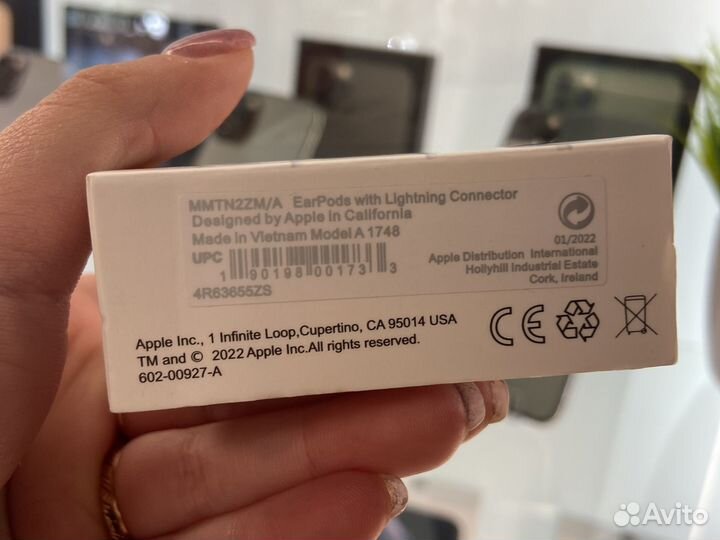 MMTN2ZM/A EarPods with Lightning Connector
Designed by Apple in California
Made in Vietnam Model A 1748
UPC
1 90198 00173 3
4R63655ZS
01/2022
Apple Distribution International
Hollyhill Industrial Estate
Cork, Ireland
Apple Inc., 1 Infinite Loop,Cupertino, CA 95014 USA
TM and © 2022 Apple Inc.All rights reserved.
602-00927-A
CE
Avito